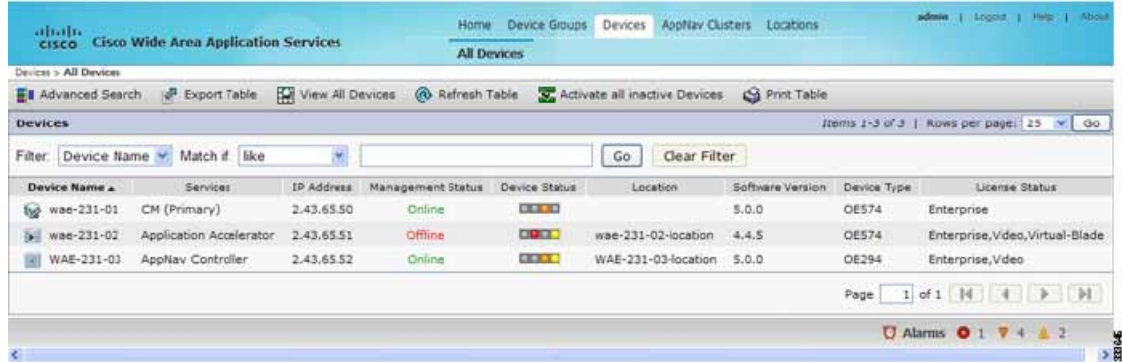 Home Device Groups Devices AppNav Clusters Locations
admin | Logout | Help | About
cisco Cisco Wide Area Application Services
All Devices
Devices > All Devices
Advanced Search Export Table View All Devices Refresh Table Activate all inactive Devices Print Table
Devices Items 1-3 of 3 | Rows per page: 25 Go
Filter: Device Name Match if like Go Clear Filter
Device Name Services IP Address Management Status Device Status Location Software Version Device Type License Status
wae-231-01 CM (Primary) 2.43.65.50 Online 5.0.0 OE574 Enterprise
wae-231-02 Application Accelerator 2.43.65.51 Offline wae-231-02-location 4.4.5 OE574 Enterprise,Video,Virtual-Blade
WAE-231-03 AppNav Controller 2.43.65.52 Online WAE-231-03-location 5.0.0 OE294 Enterprise,Video
Page 1 of 1
Alarms 1 4 2